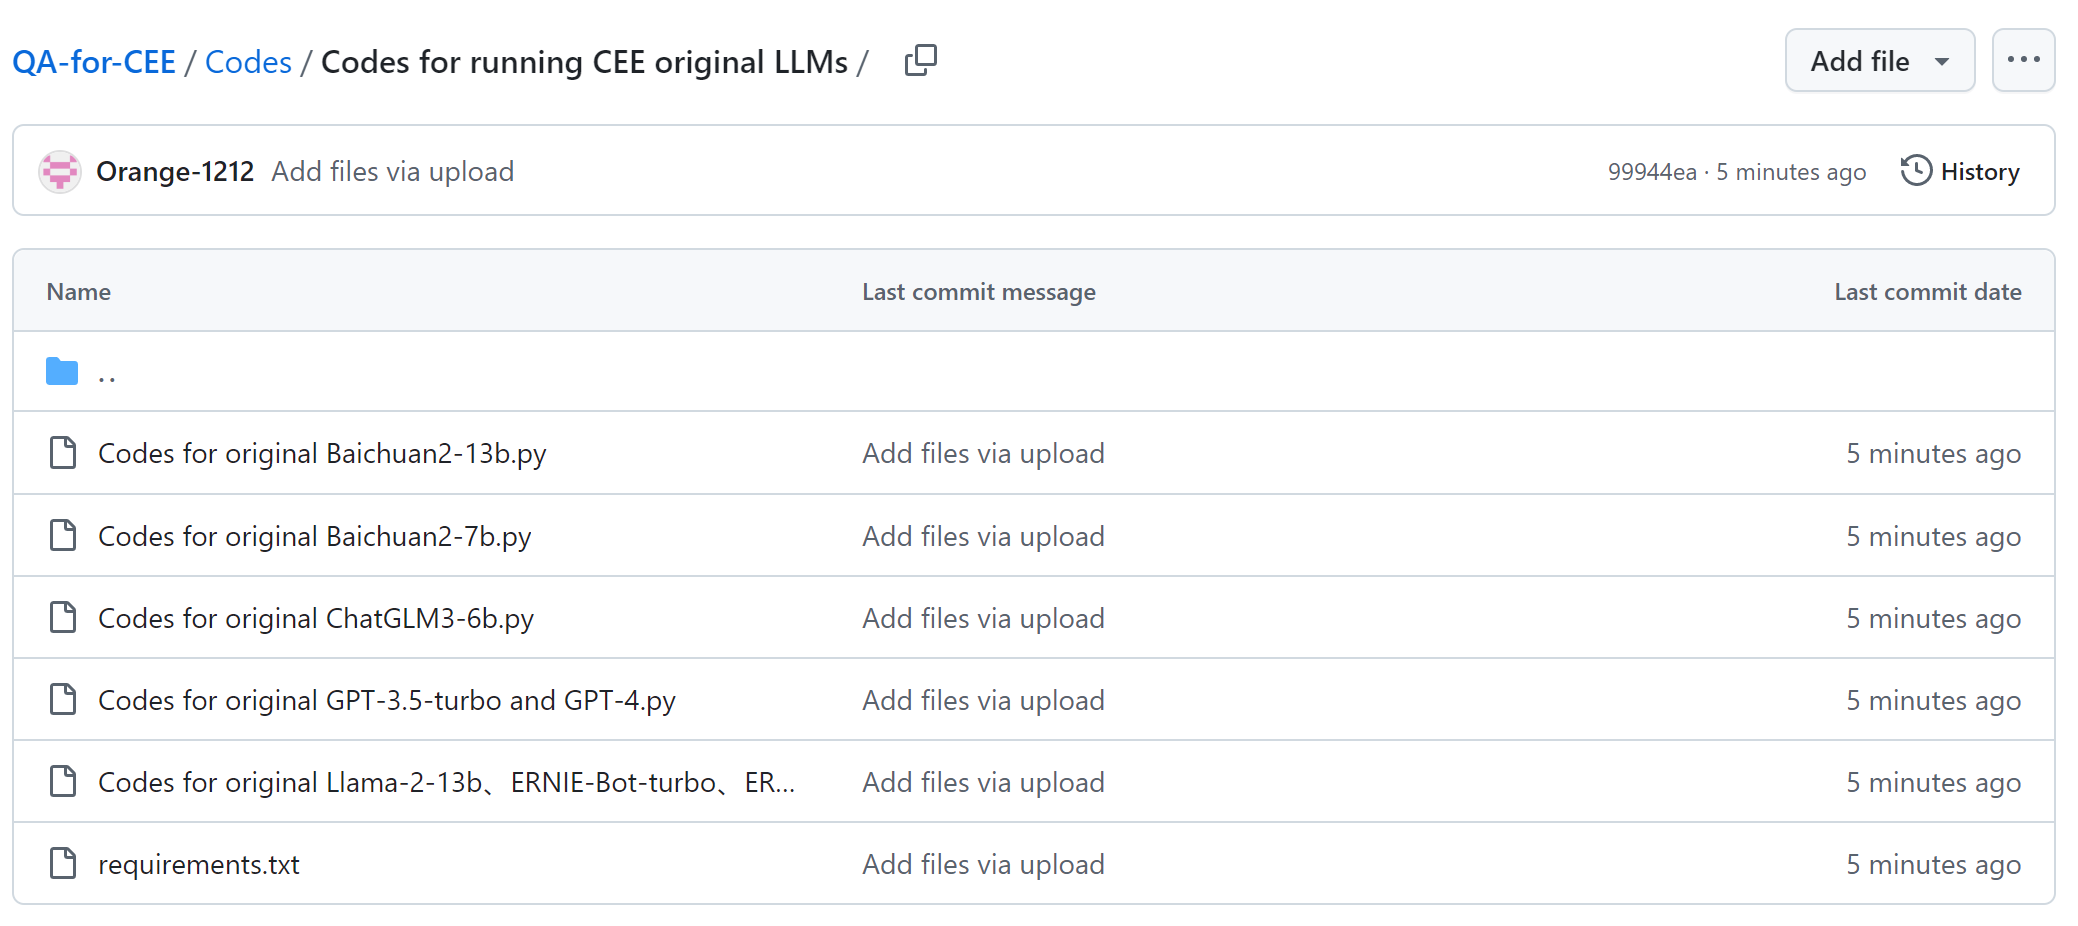 QA-for-CEE / Codes / Codes for running CEE original LLMs /
Add file
Orange-1212 Add files via upload
99944ea · 5 minutes ago
History
Name Last commit message Last commit date
..
Codes for original Baichuan2-13b.py Add files via upload 5 minutes ago
Codes for original Baichuan2-7b.py Add files via upload 5 minutes ago
Codes for original ChatGLM3-6b.py Add files via upload 5 minutes ago
Codes for original GPT-3.5-turbo and GPT-4.py Add files via upload 5 minutes ago
Codes for original Llama-2-13b、ERNIE-Bot-turbo、ER... Add files via upload 5 minutes ago
requirements.txt Add files via upload 5 minutes ago